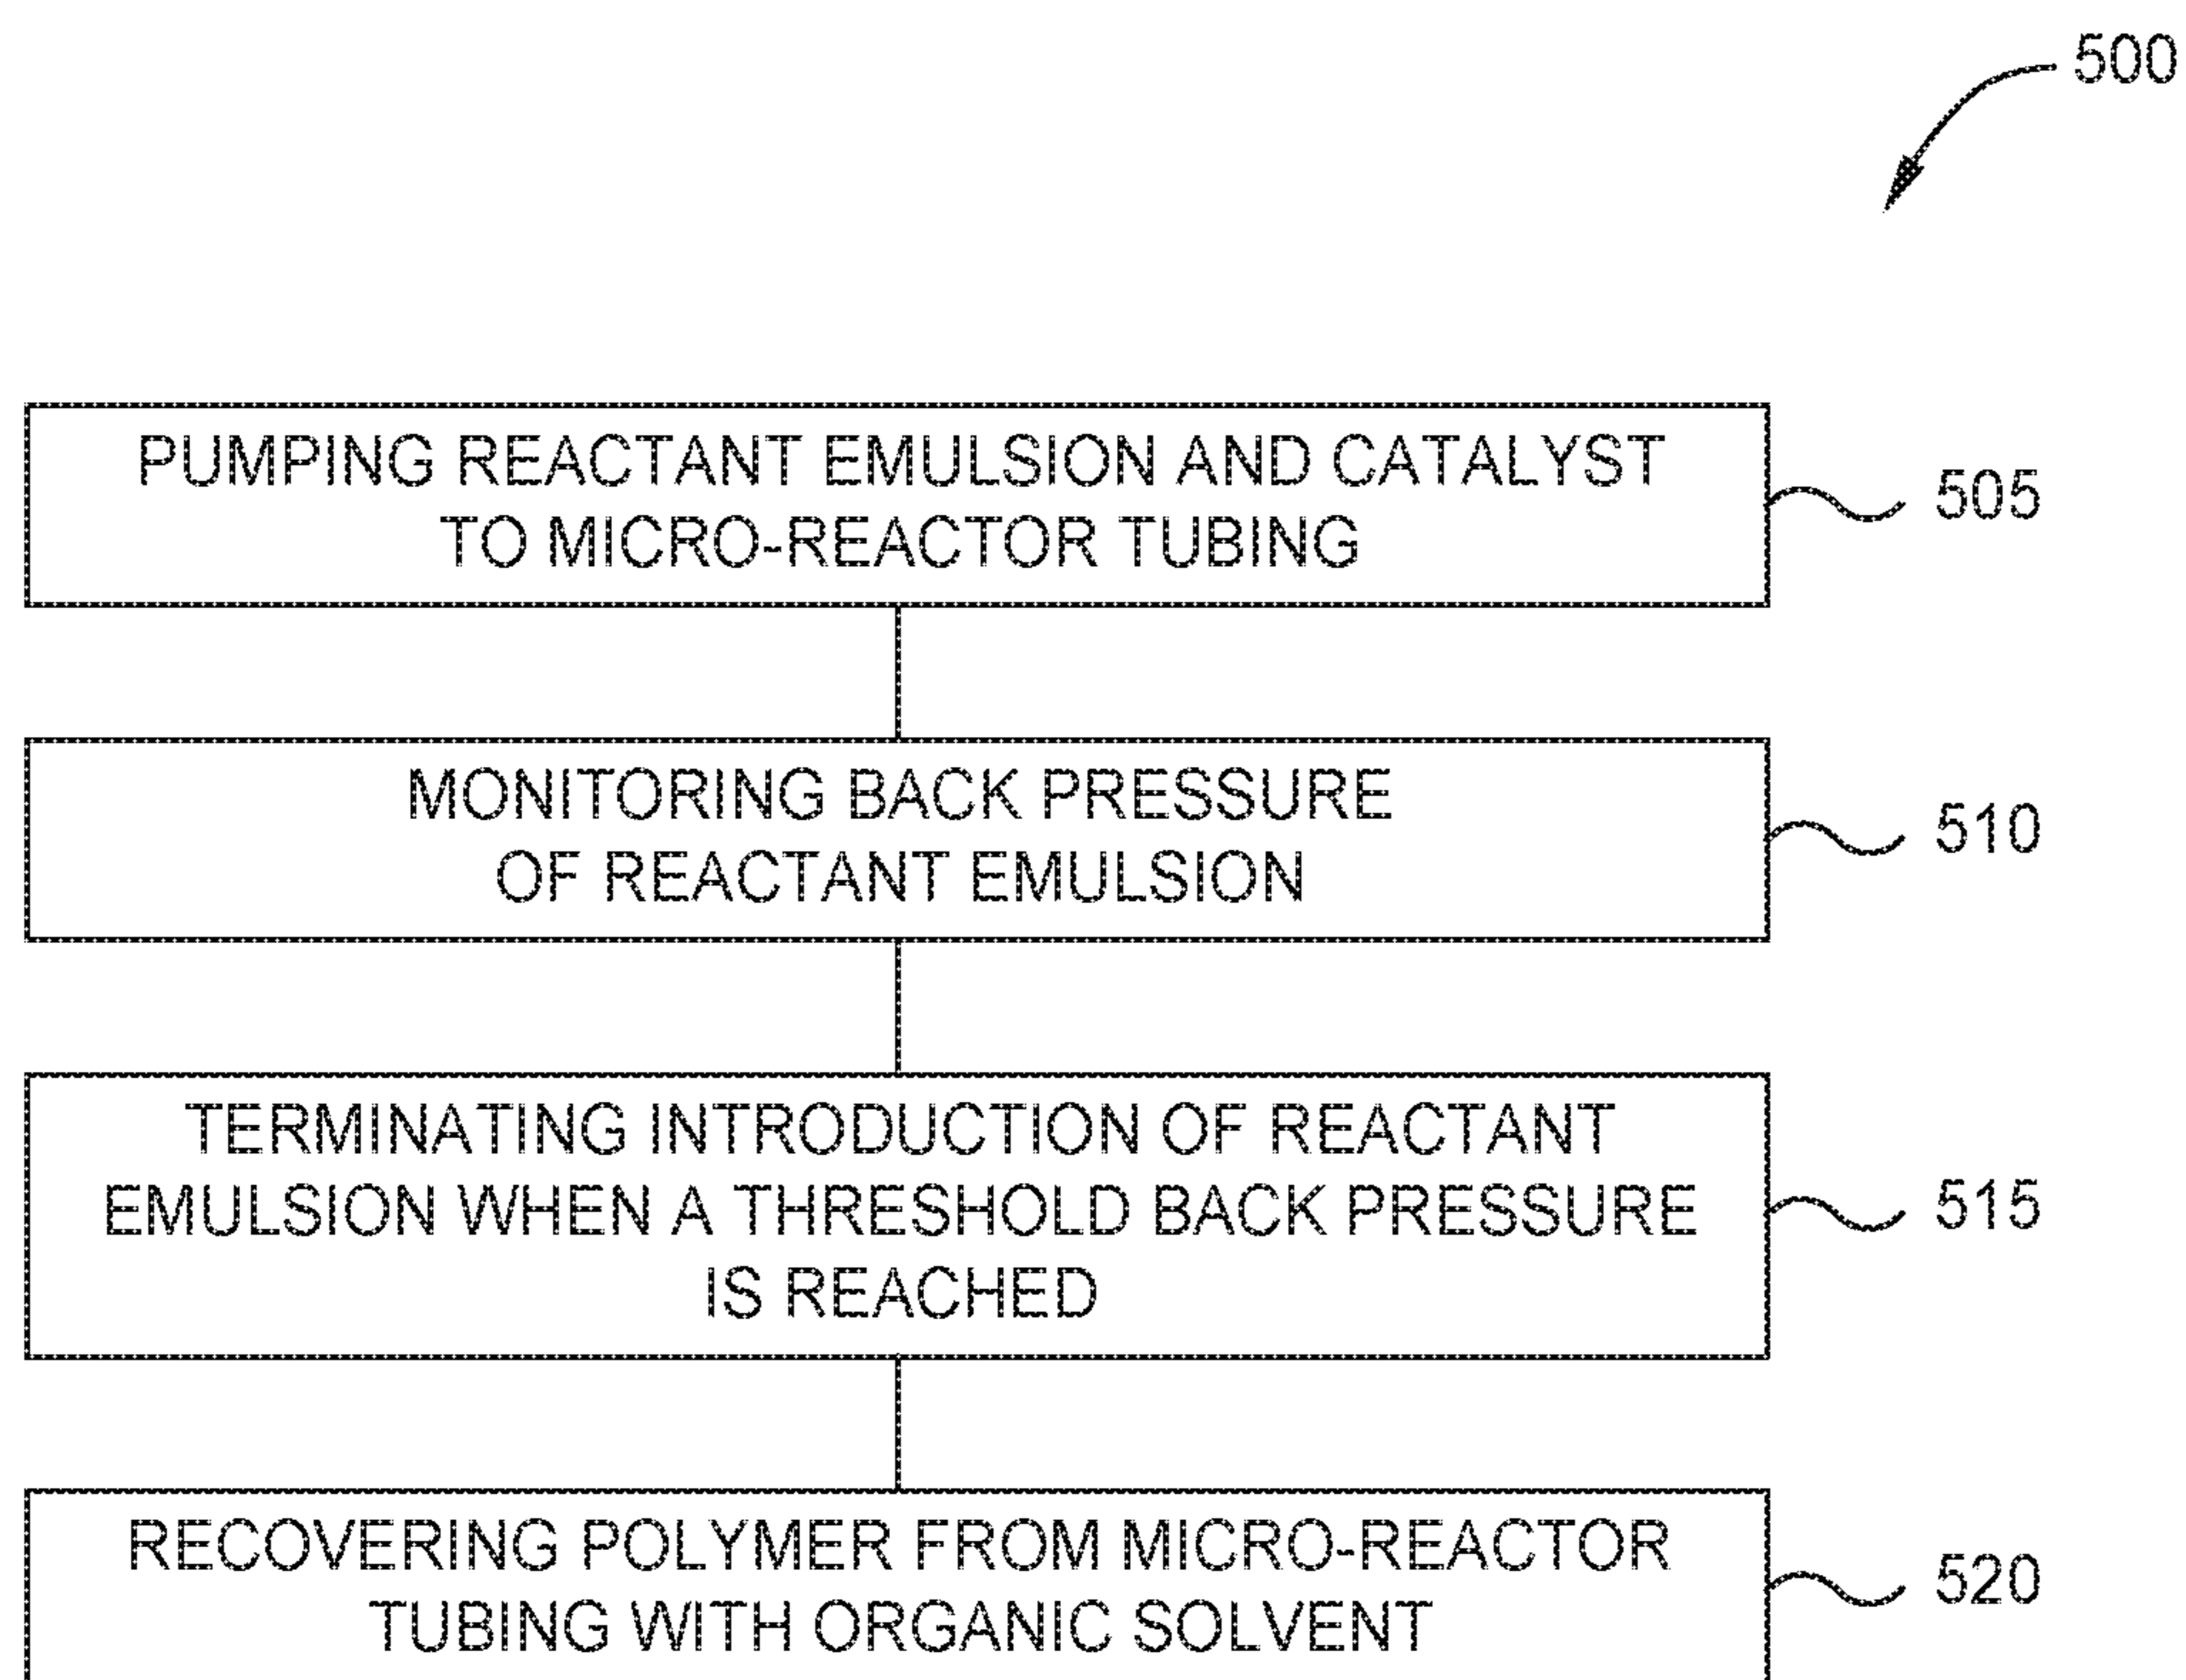 500
PUMPING REACTANT EMULSION AND CATALYST
TO MICRO-REACTOR TUBING
505
MONITORING BACK PRESSURE
OF REACTANT EMULSION
510
TERMINATING INTRODUCTION OF REACTANT
EMULSION WHEN A THRESHOLD BACK PRESSURE
IS REACHED
515
RECOVERING POLYMER FROM MICRO-REACTOR
TUBING WITH ORGANIC SOLVENT
520